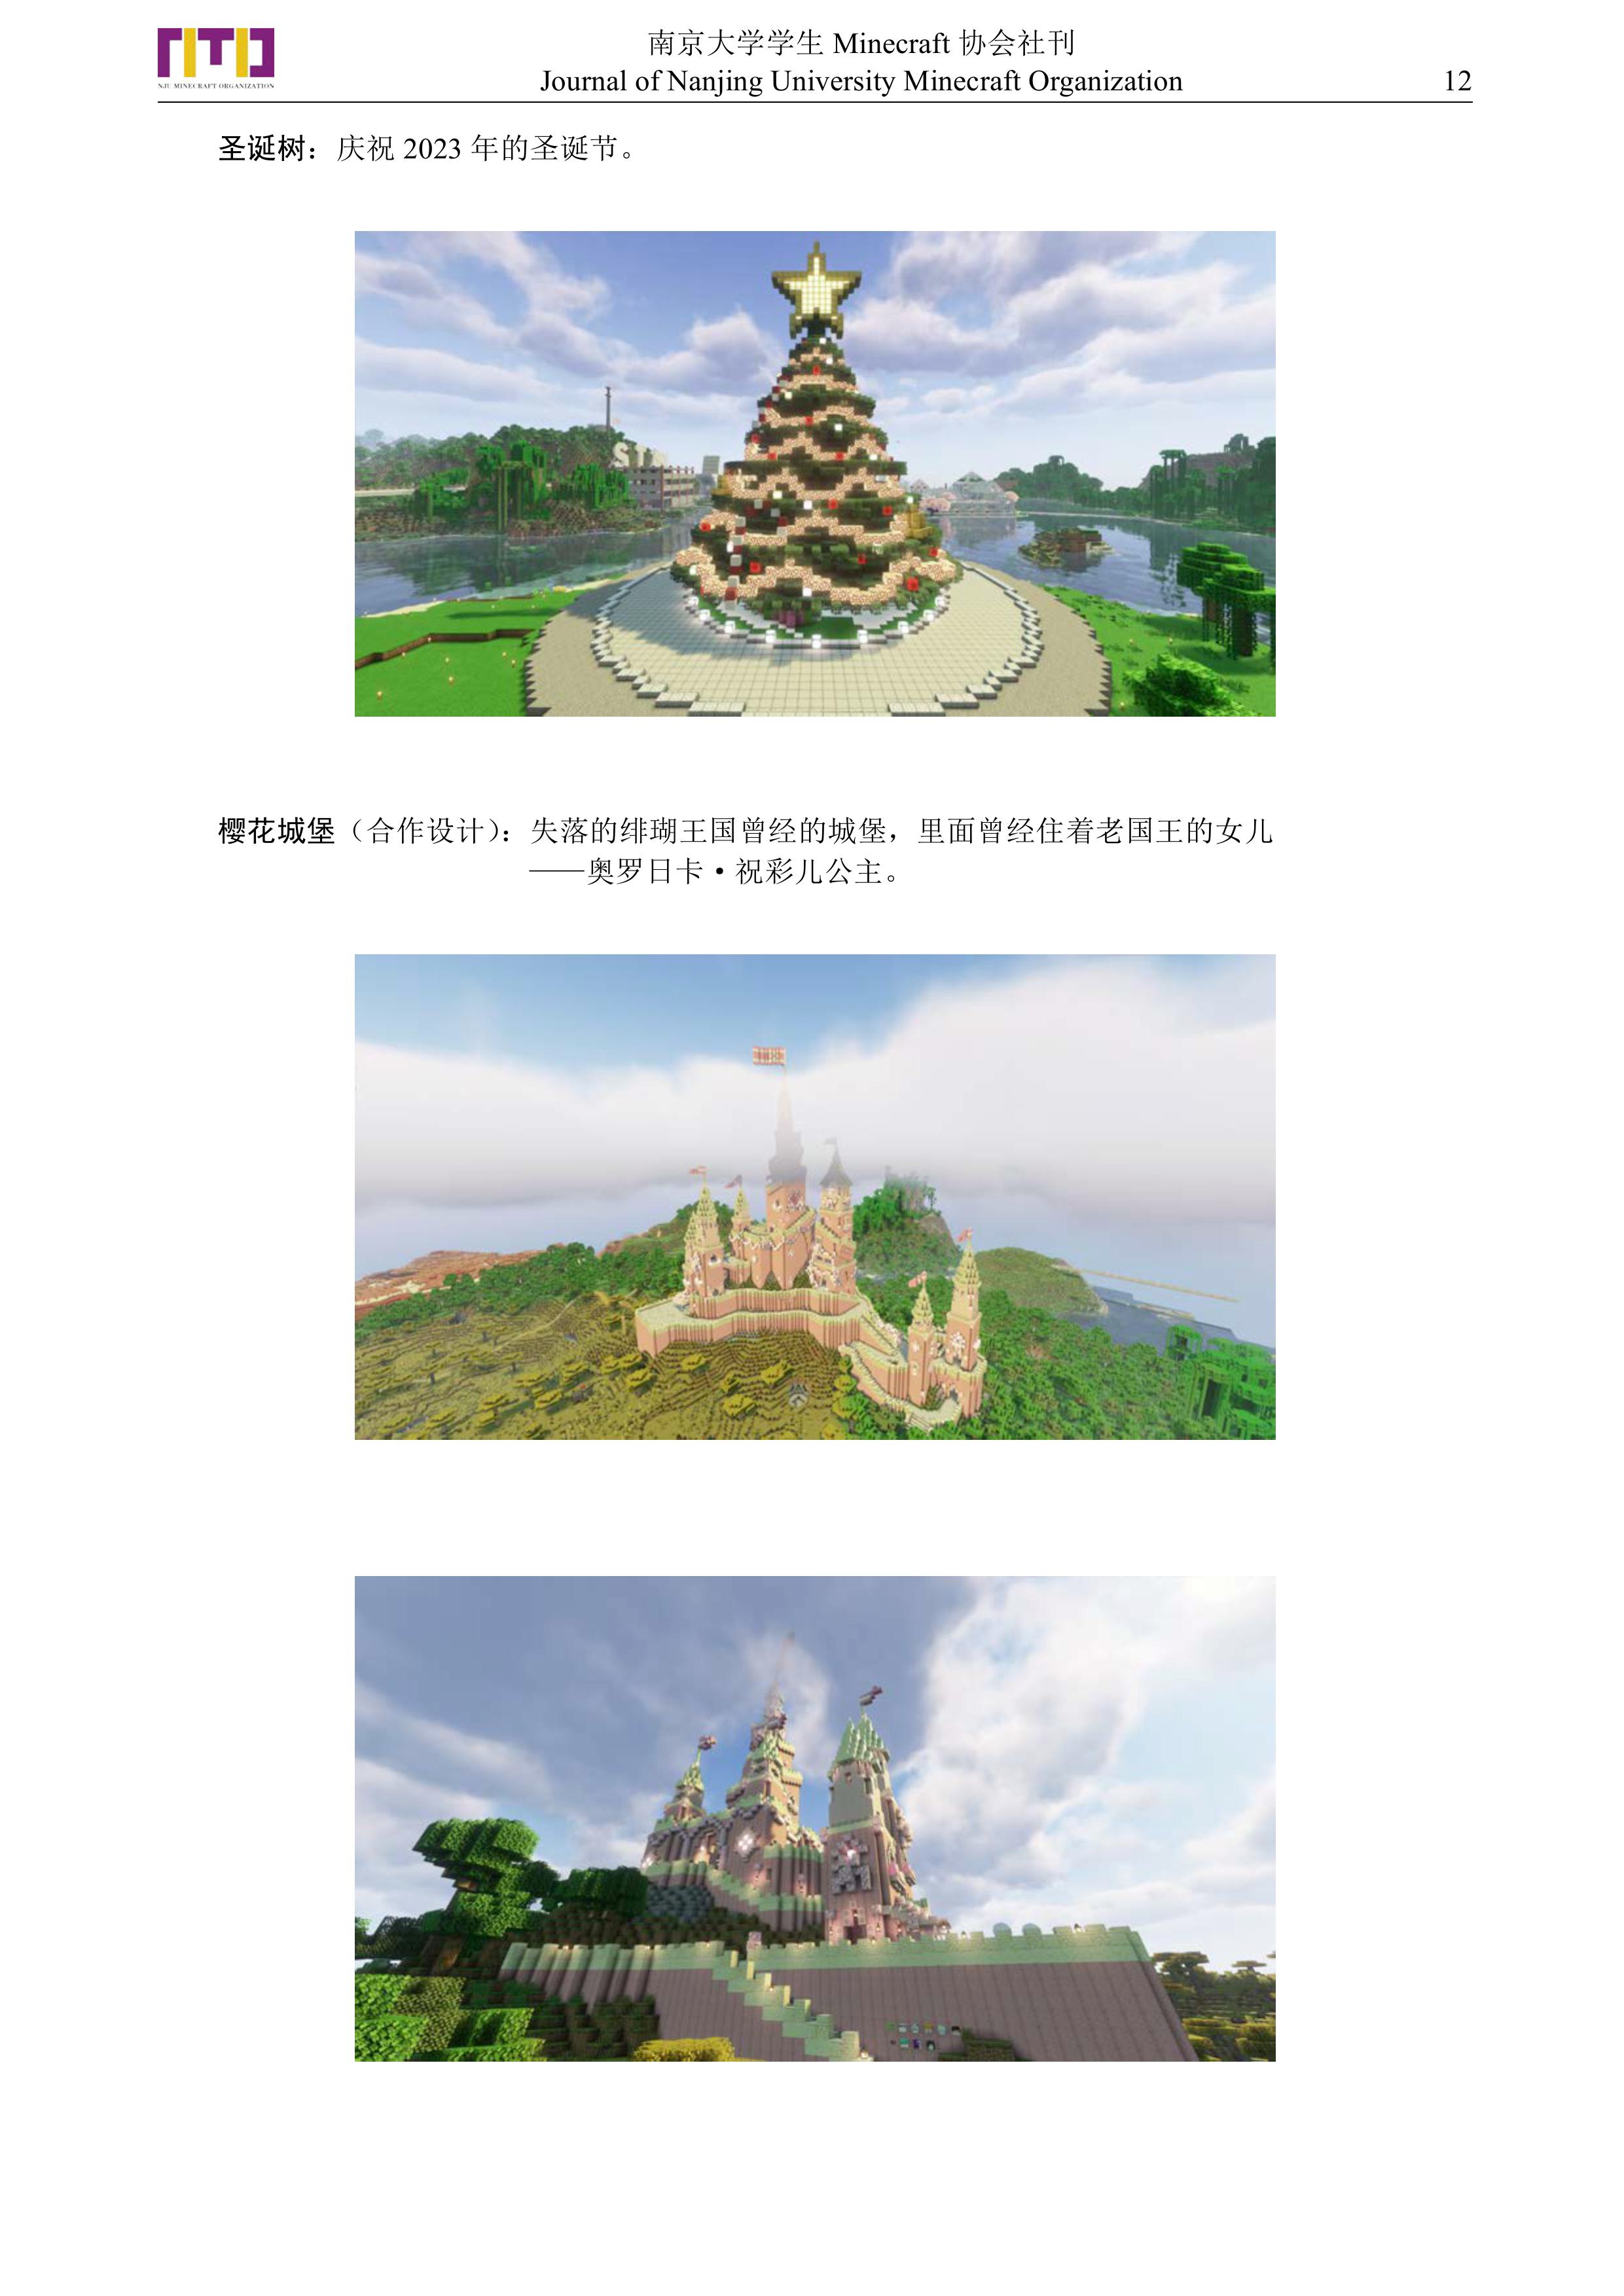 南京大学学生 Minecraft 协会社刊
Journal of Nanjing University Minecraft Organization
12
NJU MINECRAFT ORGANIZATION
圣诞树：庆祝 2023 年的圣诞节。
樱花城堡（合作设计）：失落的绯瑚王国曾经的城堡，里面曾经住着老国王的女儿
——奥罗日卡·祝彩儿公主。